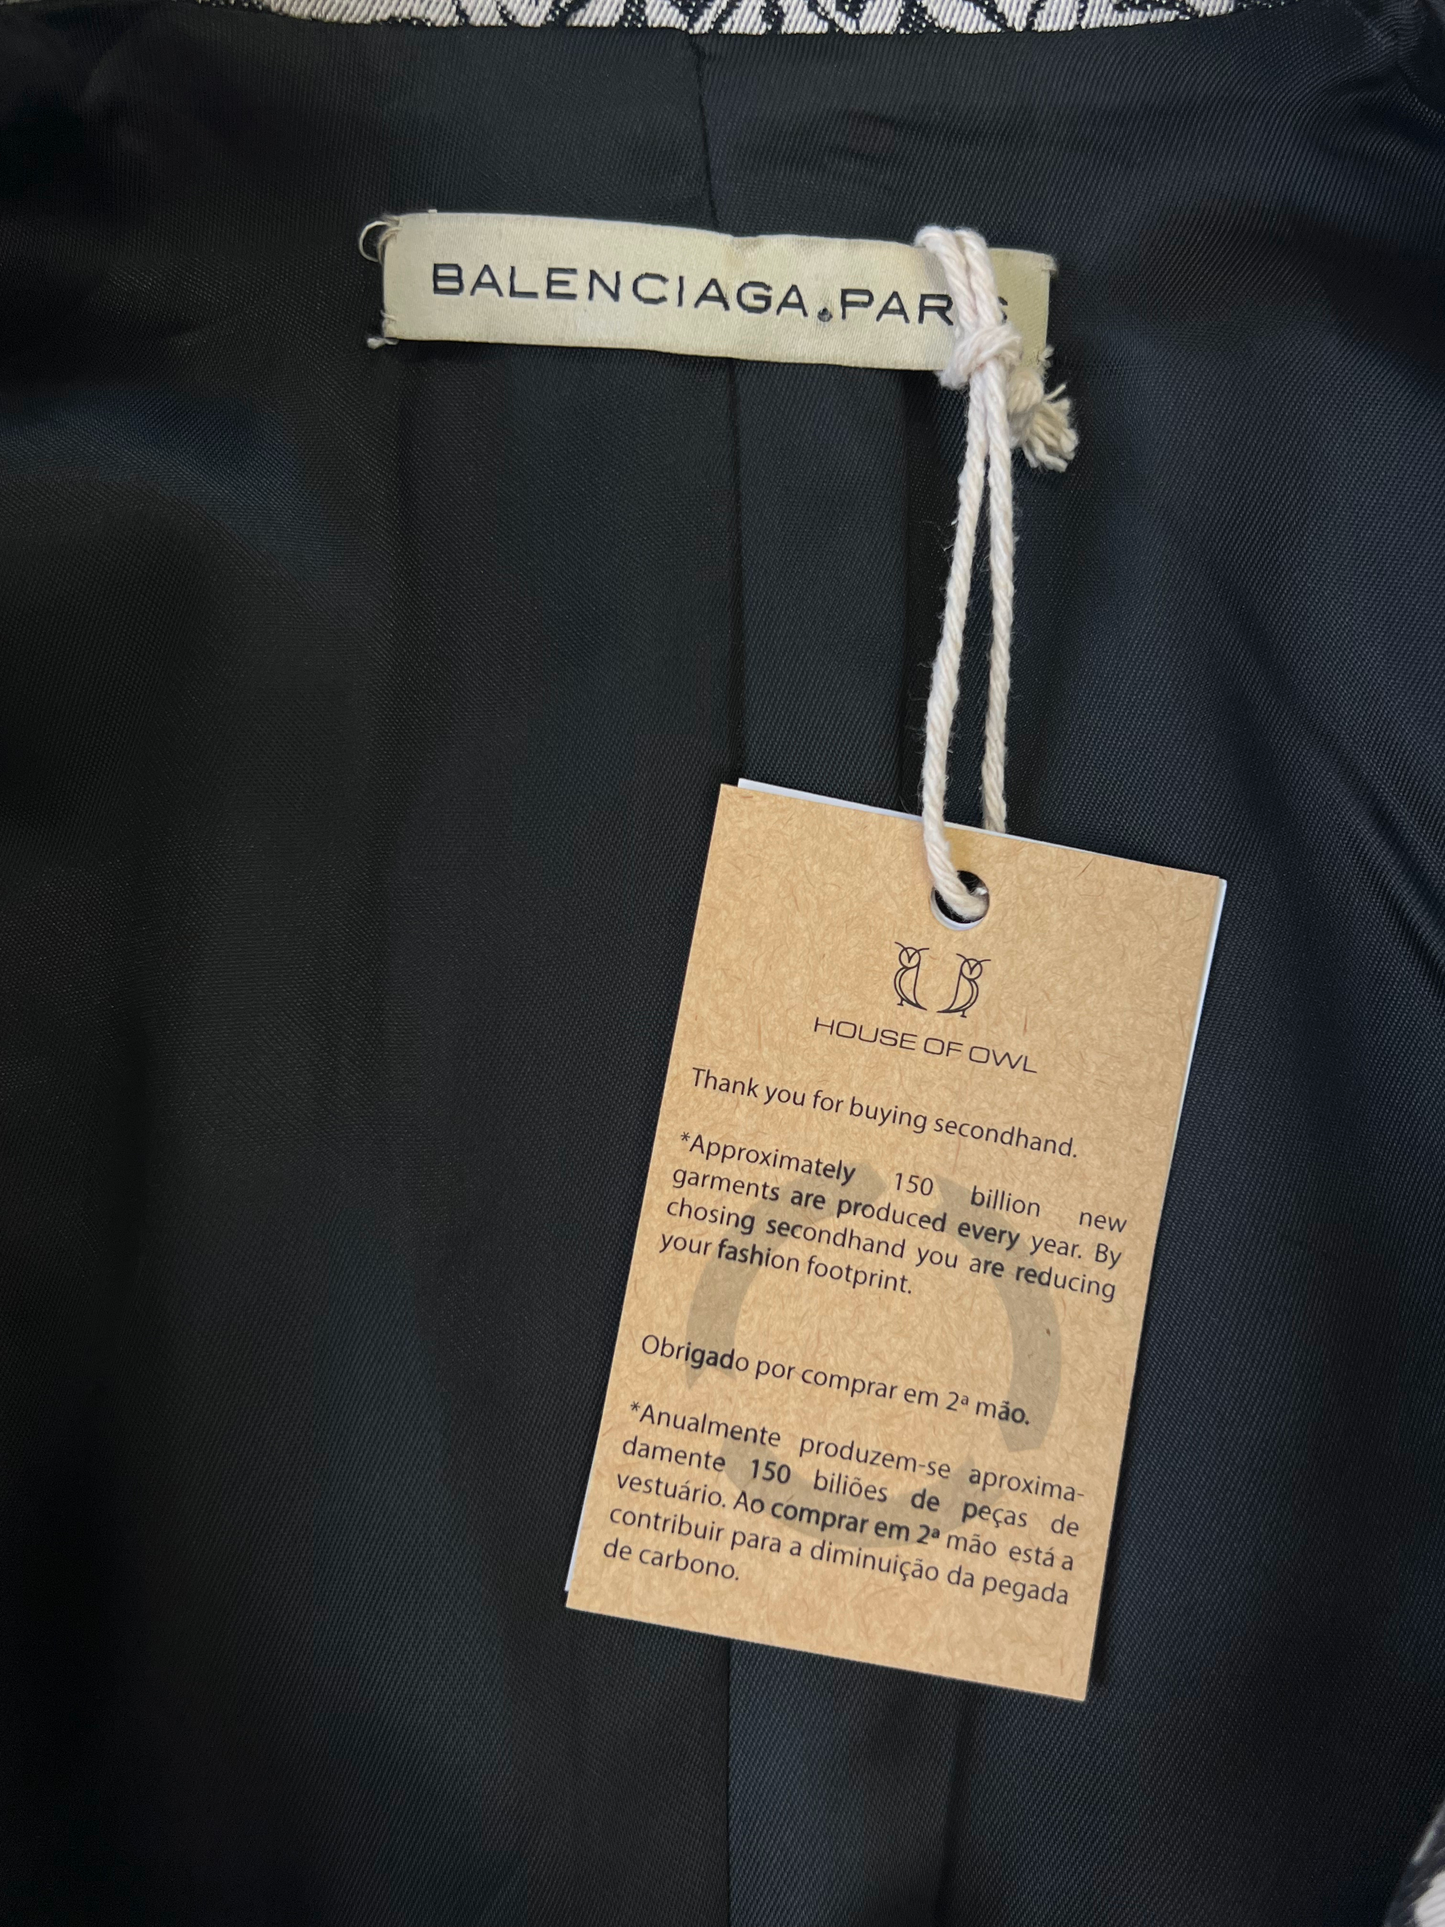 BALENCIAGA.PARIS
HOUSE OF OWL
Thank you for buying secondhand.
*Approximately 150 billion new
garments are produced every year. By
chosing secondhand you are reducing
your fashion footprint.
Obrigado por comprar em 2ª mão.
*Anualmente produzem-se aproxima-
damente 150 biliões de peças de
vestuário. Ao comprar em 2ª mão está a
contribuir para a diminuição da pegada
de carbono.